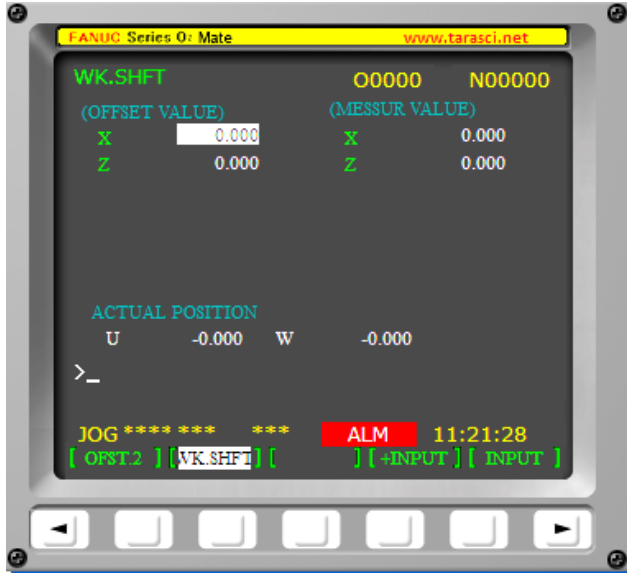 FANUC Series 0i Mate www.tarasci.net
WK.SHFT O0000 N00000
(OFFSET VALUE) (MESSUR VALUE)
X 0.000 X 0.000
Z 0.000 Z 0.000
ACTUAL POSITION
U -0.000 W -0.000
>_
JOG **** *** *** ALM 11:21:28
[ OFST.2 ] [WK.SHFT] [ ] [ +INPUT ] [ INPUT ]